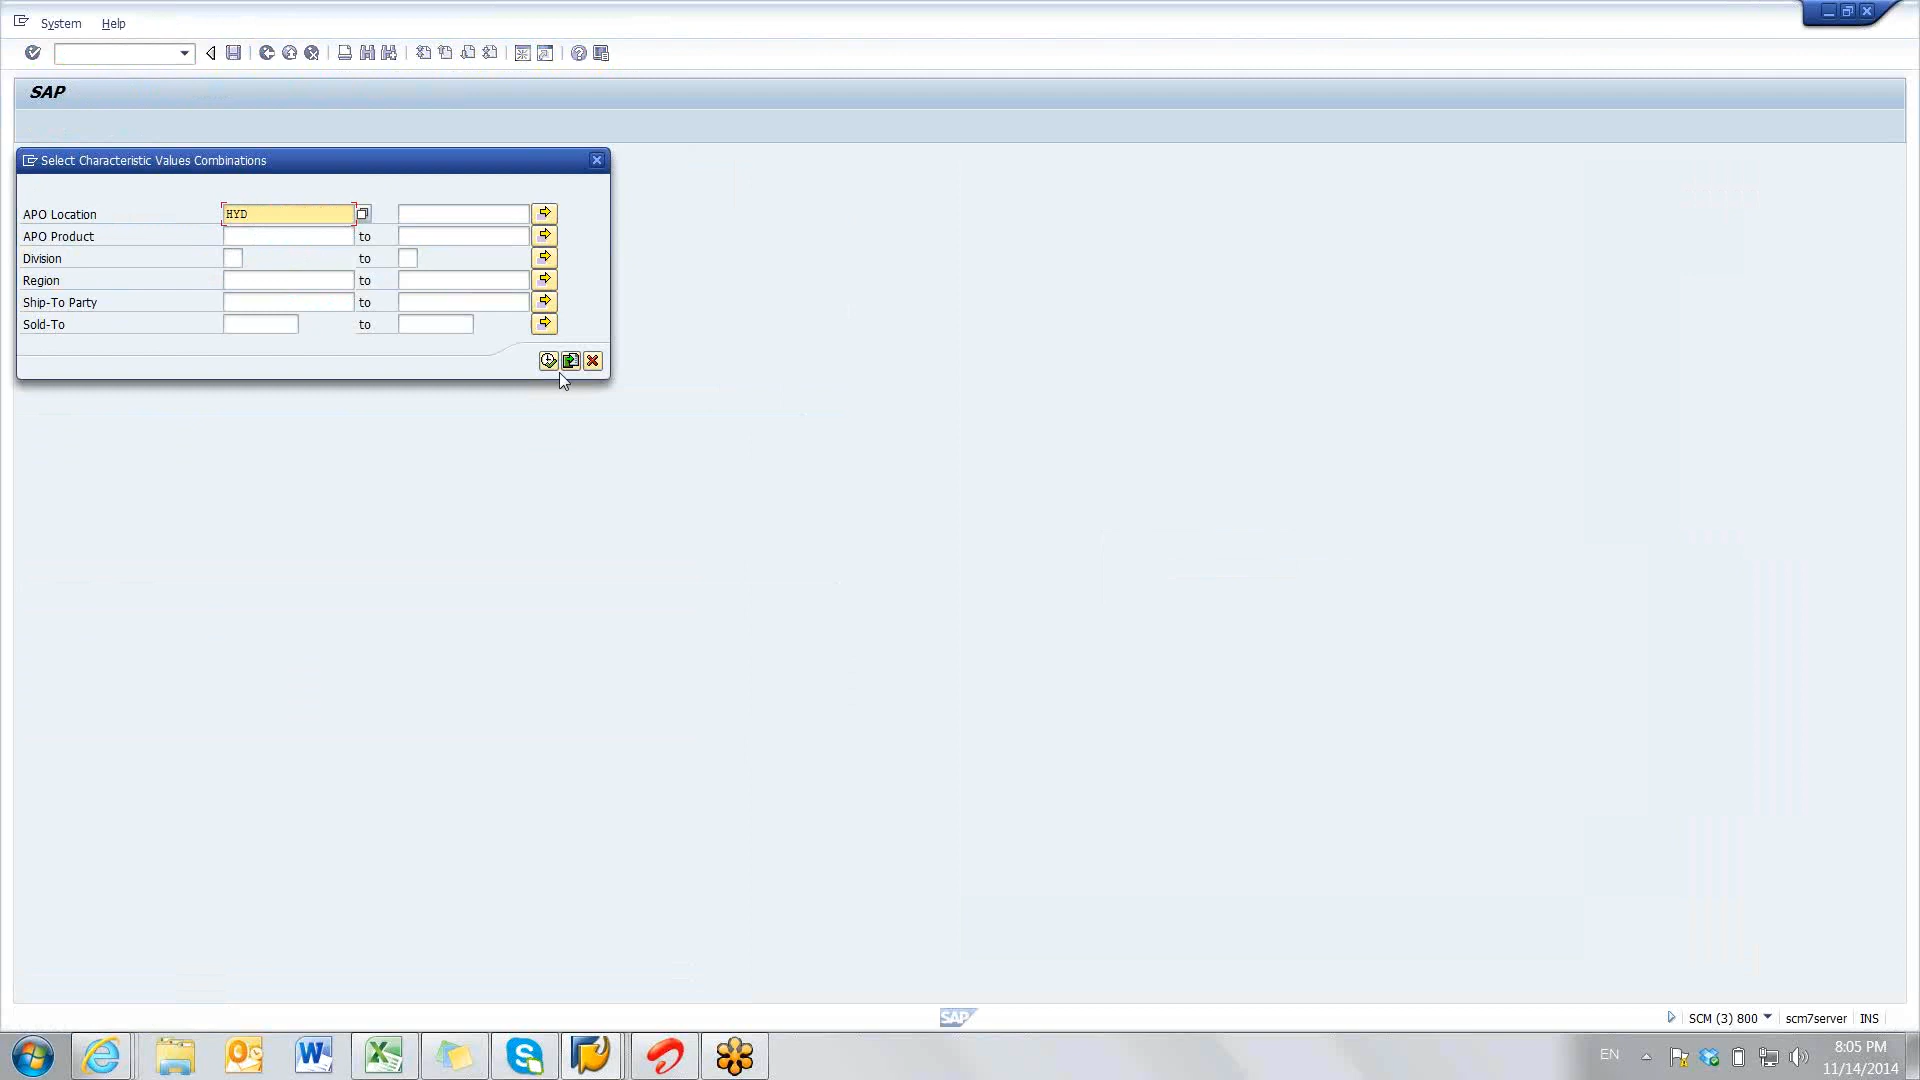 System Help
SAP
Select Characteristic Values Combinations
APO Location HYD
APO Product to
Division to
Region to
Ship-To Party to
Sold-To to
SAP
SCM (3) 800 scm7server INS
EN
8:05 PM
11/14/2014